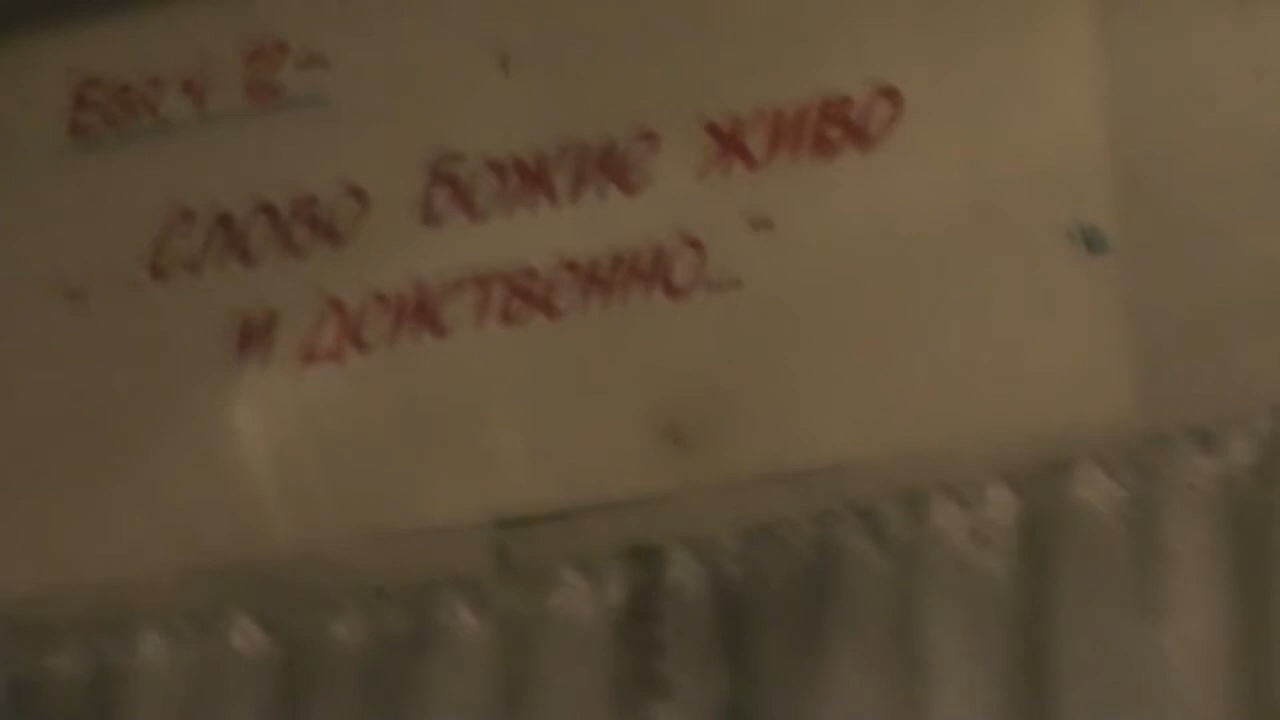 " Слово Божие живо
и действенно... "